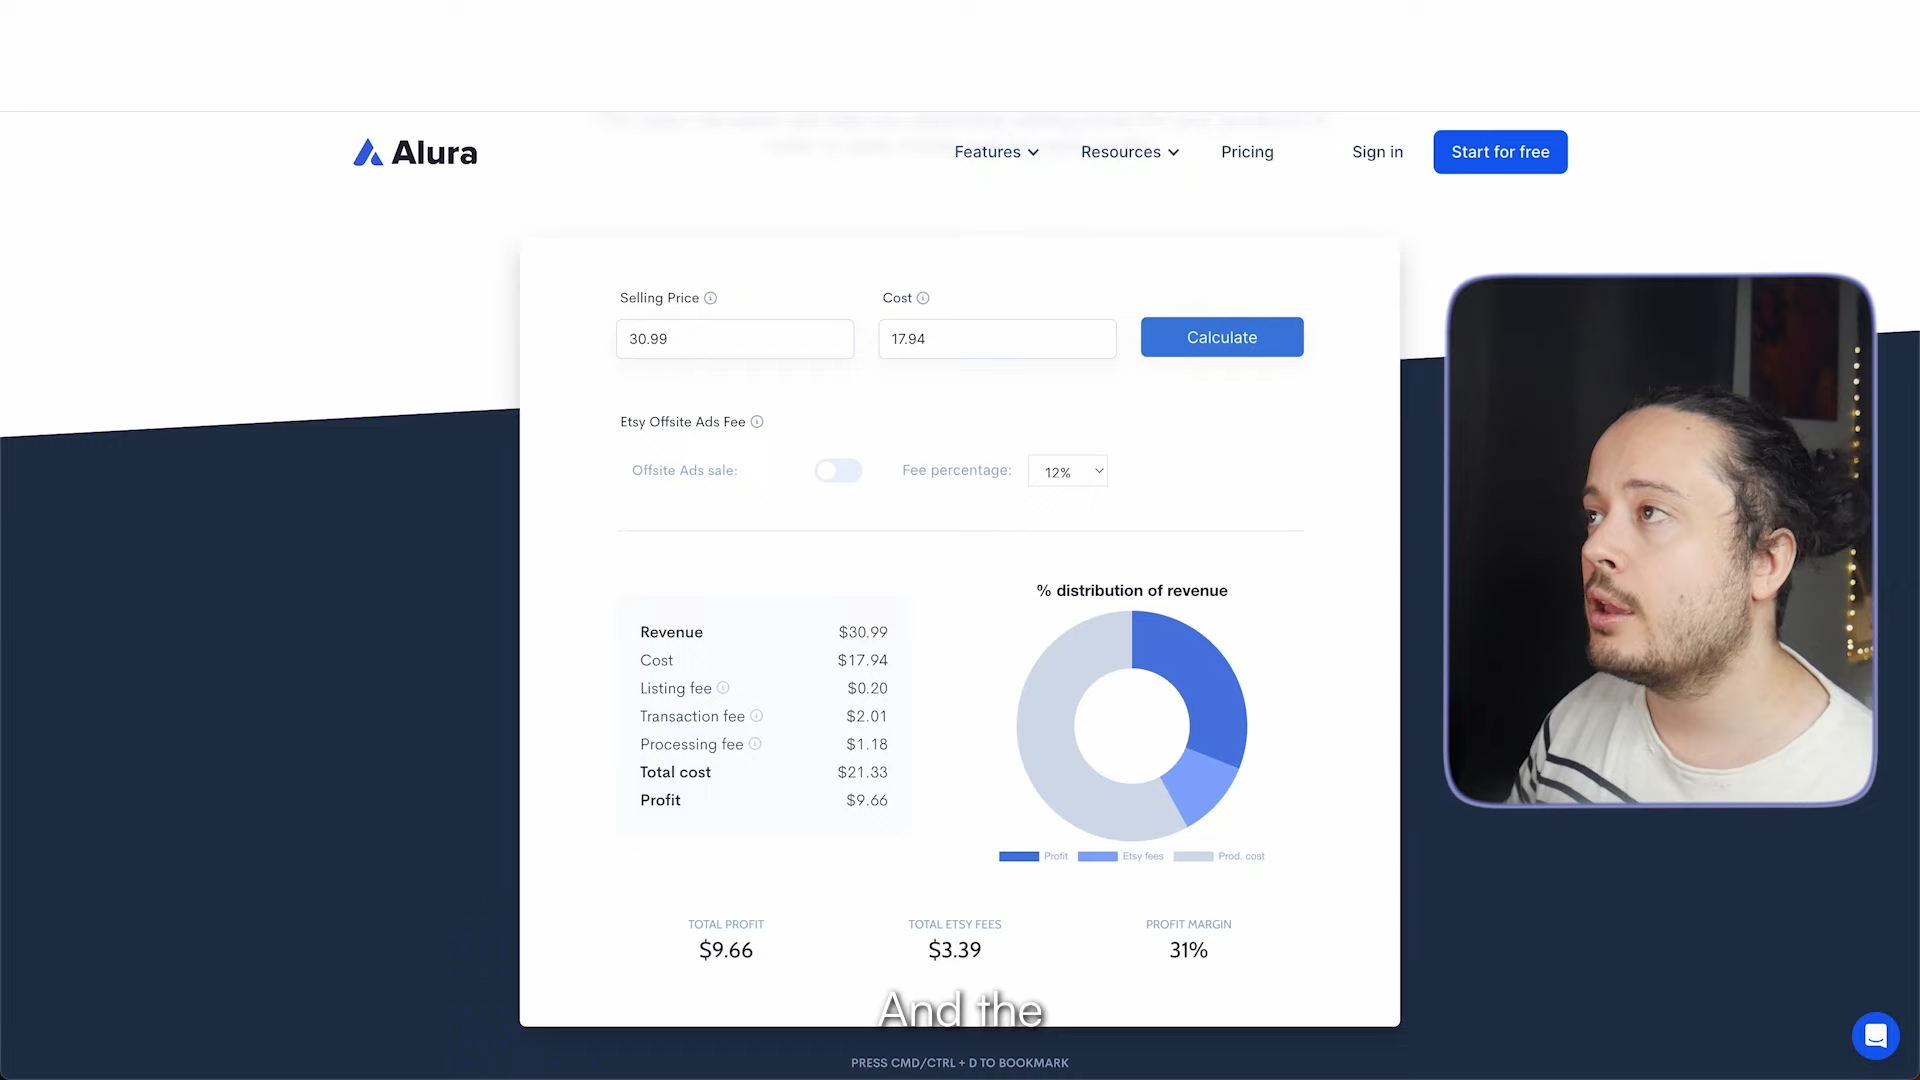 Alura
Features
Resources
Pricing
Sign in
Start for free
Selling Price
Cost
30.99
17.94
Calculate
Etsy Offsite Ads Fee
Offsite Ads sale:
Fee percentage:
12%
% distribution of revenue
Revenue $30.99
Cost $17.94
Listing fee $0.20
Transaction fee $2.01
Processing fee $1.18
Total cost $21.33
Profit $9.66
Profit
Etsy fees
Prod. cost
TOTAL PROFIT
$9.66
TOTAL ETSY FEES
$3.39
PROFIT MARGIN
31%
And the
PRESS CMD/CTRL + D TO BOOKMARK